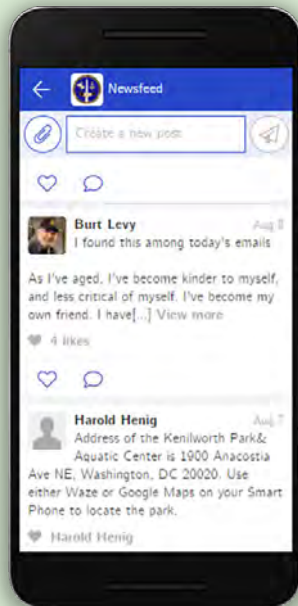 Newsfeed
Create a new post
Burt Levy Aug 8
I found this among today's emails
As I've aged, I've become kinder to myself,
and less critical of myself. I've become my
own friend. I have[...] View more
4 likes
Harold Henig Aug 7
Address of the Kenilworth Park&
Aquatic Center is 1900 Anacostia
Ave NE, Washington, DC 20020. Use
either Waze or Google Maps on your Smart
Phone to locate the park.
Harold Henig